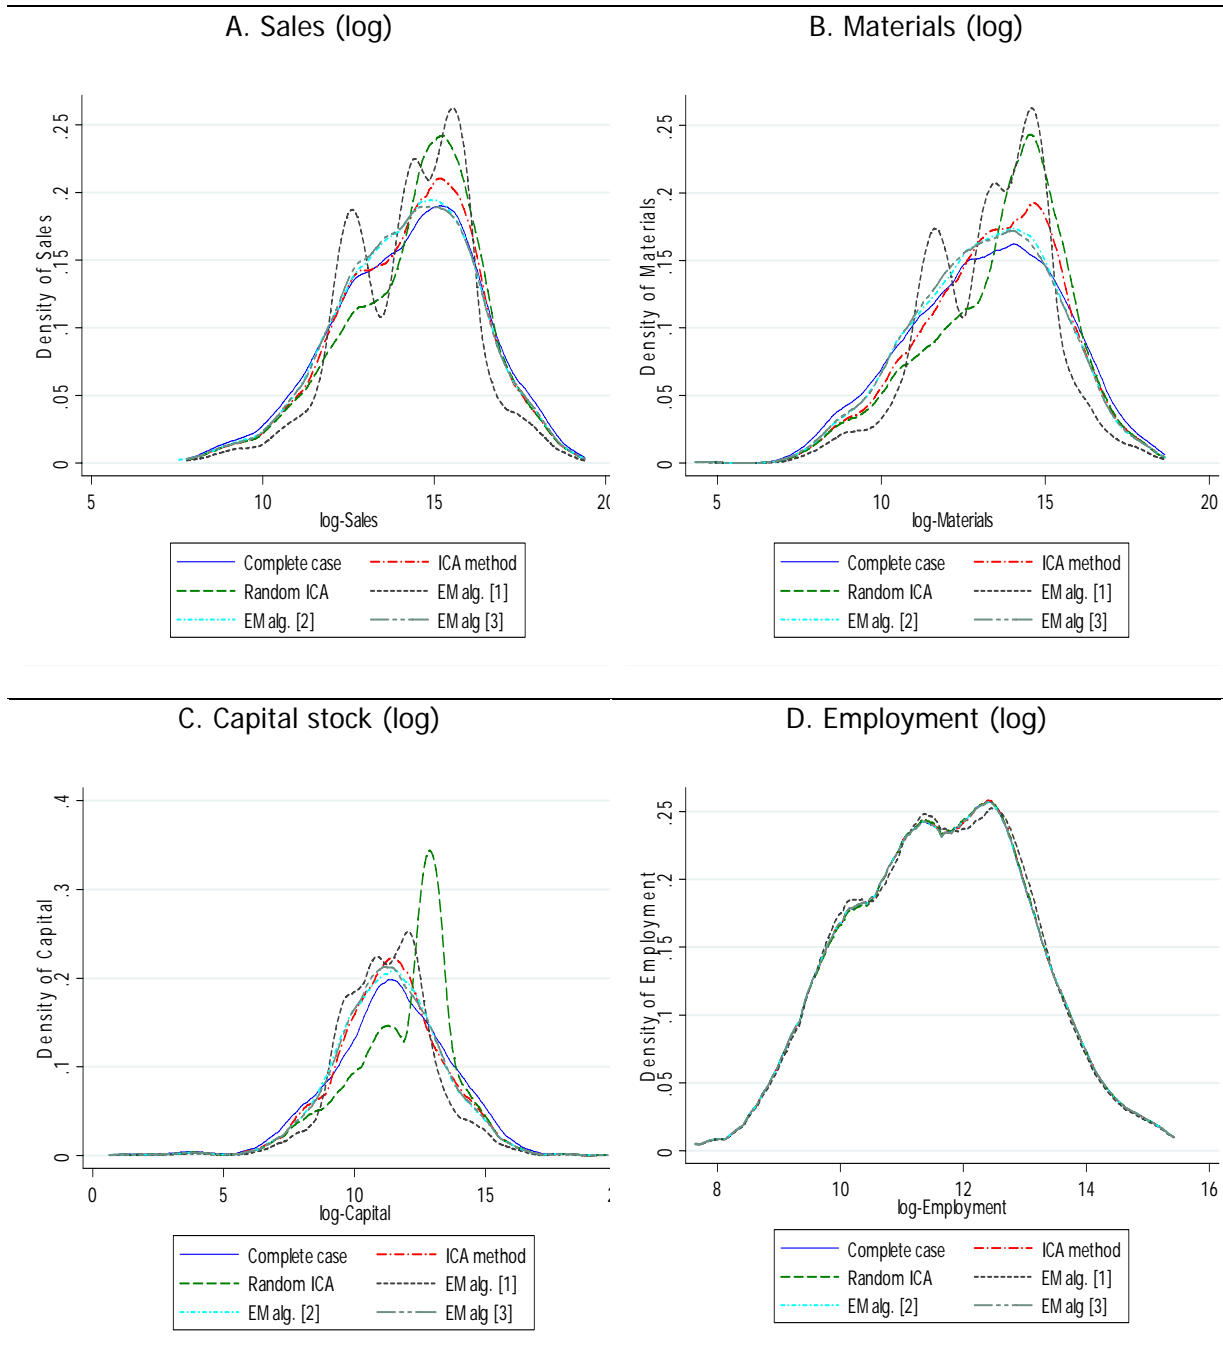 A. Sales (log)
B. Materials (log)
Density of Sales
0 .05 .1 .15 .2 .25
5 10 15 20
log-Sales
Complete case ICA method
Random ICA EM alg. [1]
EM alg. [2] EM alg [3]
Density of Materials
0 .05 .1 .15 .2 .25
5 10 15 20
log-Materials
Complete case ICA method
Random ICA EM alg. [1]
EM alg. [2] EM alg [3]
C. Capital stock (log)
D. Employment (log)
Density of Capital
0 .1 .2 .3 .4
0 5 10 15
log-Capital
Complete case ICA method
Random ICA EM alg. [1]
EM alg. [2] EM alg [3]
Density of Employment
0 .05 .1 .15 .2 .25
8 10 12 14 16
log-Employment
Complete case ICA method
Random ICA EM alg. [1]
EM alg. [2] EM alg [3]